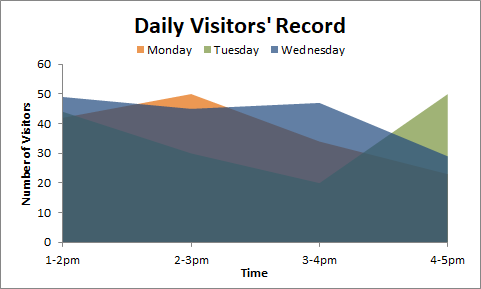 Daily Visitors' Record
Monday Tuesday Wednesday
Number of Visitors
60
50
40
30
20
10
0
1-2pm 2-3pm 3-4pm 4-5pm
Time